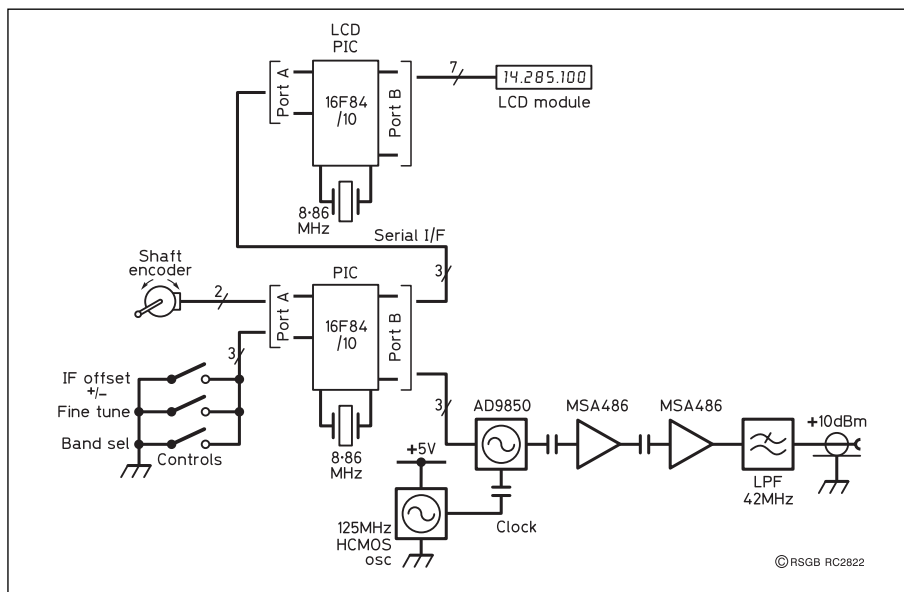 LCD
PIC
Port A
16F84
/10
Port B
7
14.285.100
LCD module
8·86
MHz
Serial I/F
3
Shaft
encoder
2
PIC
Port A
16F84
/10
Port B
3
IF offset
+/–
Fine tune
Band sel
Controls
8·86
MHz
3
AD9850
MSA486
MSA486
+10dBm
+5V
LPF
42MHz
125MHz
HCMOS
osc
Clock
©RSGB RC2822